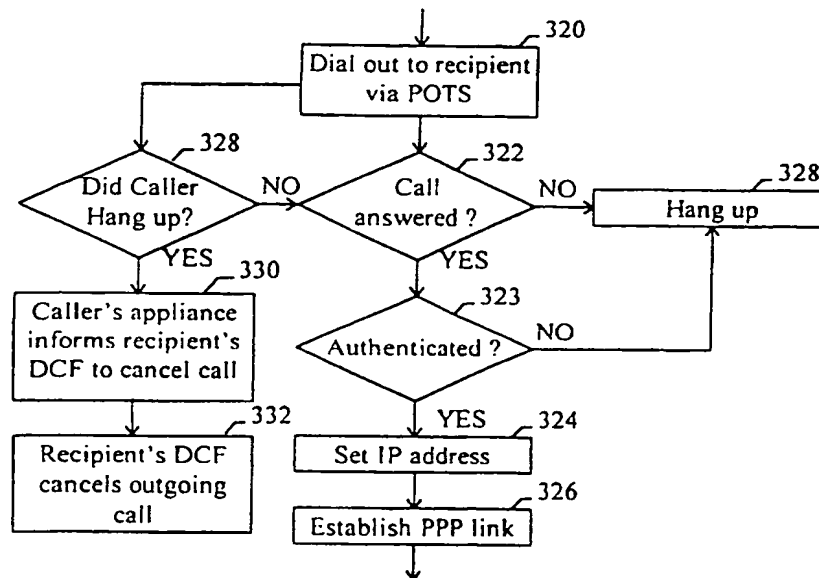 320
Dial out to recipient
via POTS
328
Did Caller
Hang up?
NO
YES
322
Call
answered ?
NO
YES
328
Hang up
330
Caller's appliance
informs recipient's
DCF to cancel call
323
Authenticated ?
NO
YES
332
Recipient's DCF
cancels outgoing
call
324
Set IP address
326
Establish PPP link